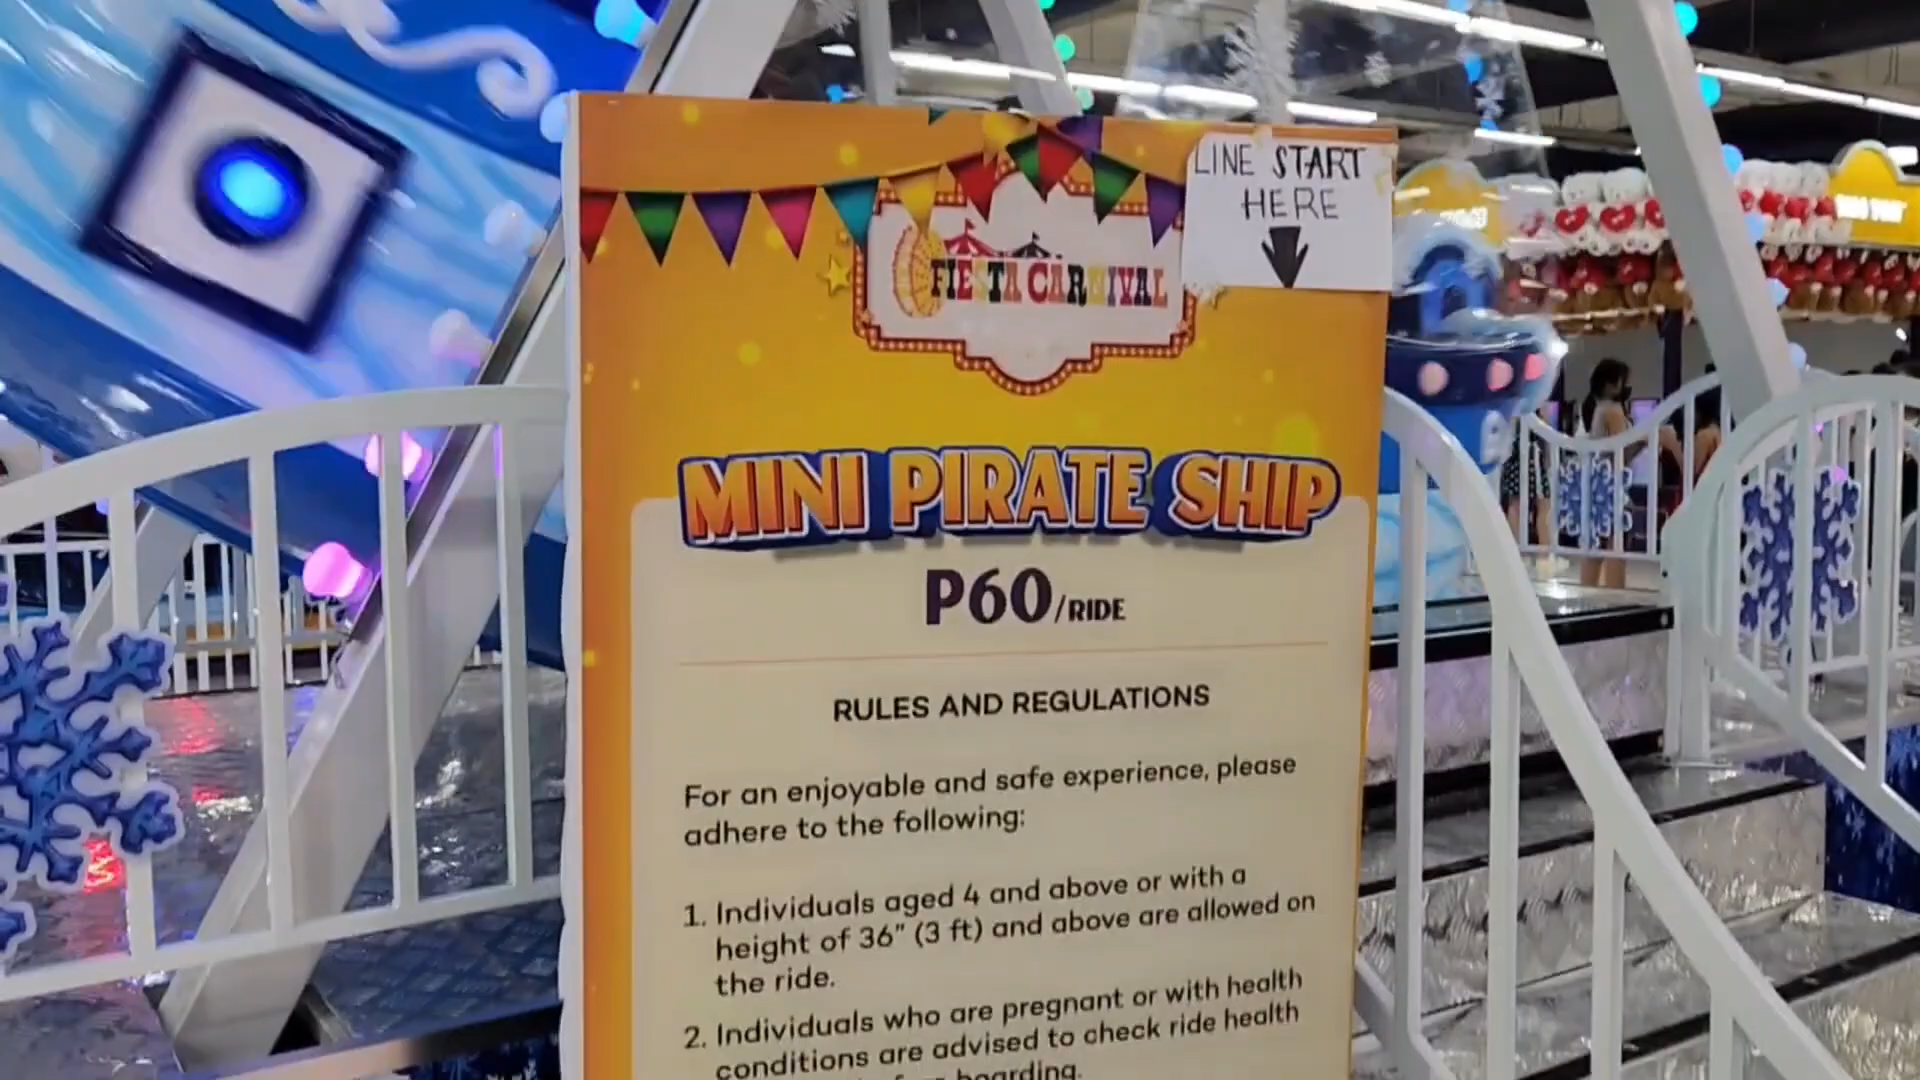 LINE START
HERE
FIESTA CARNIVAL
MINI PIRATE SHIP
P60/RIDE
RULES AND REGULATIONS
For an enjoyable and safe experience, please
adhere to the following:
1. Individuals aged 4 and above or with a
height of 36" (3 ft) and above are allowed on
the ride.
2. Individuals who are pregnant or with health
conditions are advised to check ride health
boarding.